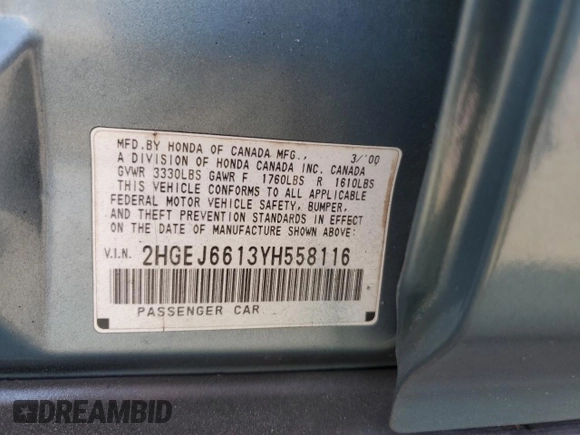 MFD.BY HONDA OF CANADA MFG., 3/'00
A DIVISION OF HONDA CANADA INC. CANADA
GVWR 3330LBS GAWR F 1760LBS R 1610LBS
THIS VEHICLE CONFORMS TO ALL APPLICABLE
FEDERAL MOTOR VEHICLE SAFETY, BUMPER,
AND THEFT PREVENTION STANDARDS IN EFFECT
ON THE DATE OF MANUFACTURE SHOWN ABOVE:
V.I.N. 2HGEJ6613YH558116
PASSENGER CAR
DREAMBID